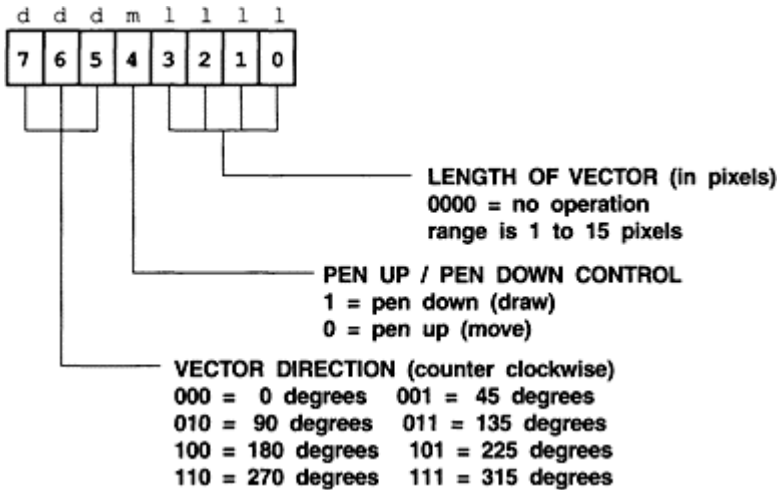 d d d m l l l l
7 6 5 4 3 2 1 0
LENGTH OF VECTOR (in pixels)
0000 = no operation
range is 1 to 15 pixels
PEN UP / PEN DOWN CONTROL
1 = pen down (draw)
0 = pen up (move)
VECTOR DIRECTION (counter clockwise)
000 = 0 degrees 001 = 45 degrees
010 = 90 degrees 011 = 135 degrees
100 = 180 degrees 101 = 225 degrees
110 = 270 degrees 111 = 315 degrees